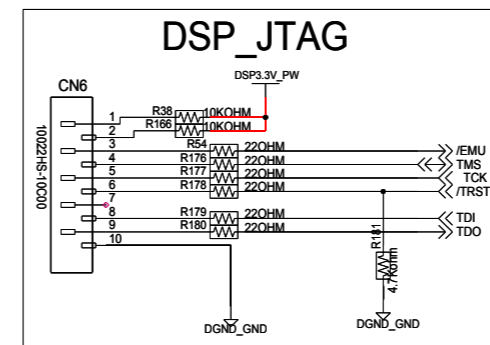 DSP_JTAG
DSP3.3V_PW
CN6
10022HS-10C00
1 R38 10KOHM
2 R166 10KOHM
3 R54 22OHM /EMU
4 R176 22OHM TMS
5 R177 22OHM TCK
6 R178 22OHM /TRST
7
8 R179 22OHM TDI
9 R180 22OHM TDO
10
R181
4.7Kohm
DGND_GND
DGND_GND